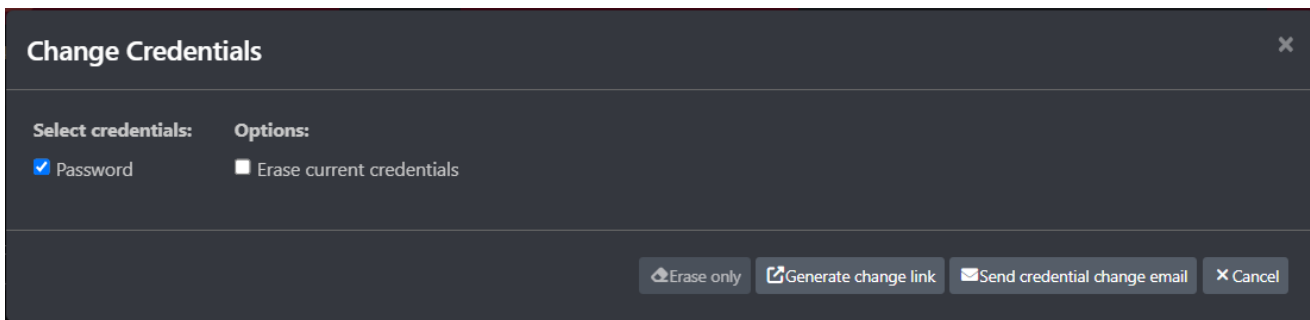 Change Credentials
Select credentials: Options:
Password Erase current credentials
Erase only Generate change link Send credential change email Cancel